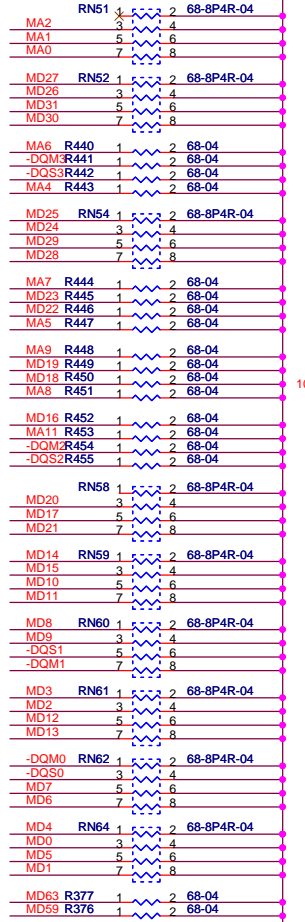 RN51 1 2 68-8P4R-04
MA2 3 4
MA1 5 6
MA0 7 8
MD27 RN52 1 2 68-8P4R-04
MD26 3 4
MD31 5 6
MD30 7 8
MA6 R440 1 2 68-04
-DQM3 R441 1 2 68-04
-DQS3 R442 1 2 68-04
MA4 R443 1 2 68-04
MD25 RN54 1 2 68-8P4R-04
MD24 3 4
MD29 5 6
MD28 7 8
MA7 R444 1 2 68-04
MD23 R445 1 2 68-04
MD22 R446 1 2 68-04
MA5 R447 1 2 68-04
MA9 R448 1 2 68-04
MD19 R449 1 2 68-04
MD18 R450 1 2 68-04
MA8 R451 1 2 68-04
MD16 R452 1 2 68-04
MA11 R453 1 2 68-04
-DQM2 R454 1 2 68-04
-DQS2 R455 1 2 68-04
RN58 1 2 68-8P4R-04
MD20 3 4
MD17 5 6
MD21 7 8
MD14 RN59 1 2 68-8P4R-04
MD15 3 4
MD10 5 6
MD11 7 8
MD8 RN60 1 2 68-8P4R-04
MD9 3 4
-DQS1 5 6
-DQM1 7 8
MD3 RN61 1 2 68-8P4R-04
MD2 3 4
MD12 5 6
MD13 7 8
-DQM0 RN62 1 2 68-8P4R-04
-DQS0 3 4
MD7 5 6
MD6 7 8
MD4 RN64 1 2 68-8P4R-04
MD0 3 4
MD5 5 6
MD1 7 8
MD63 R377 1 2 68-04
MD59 R376 1 2 68-04